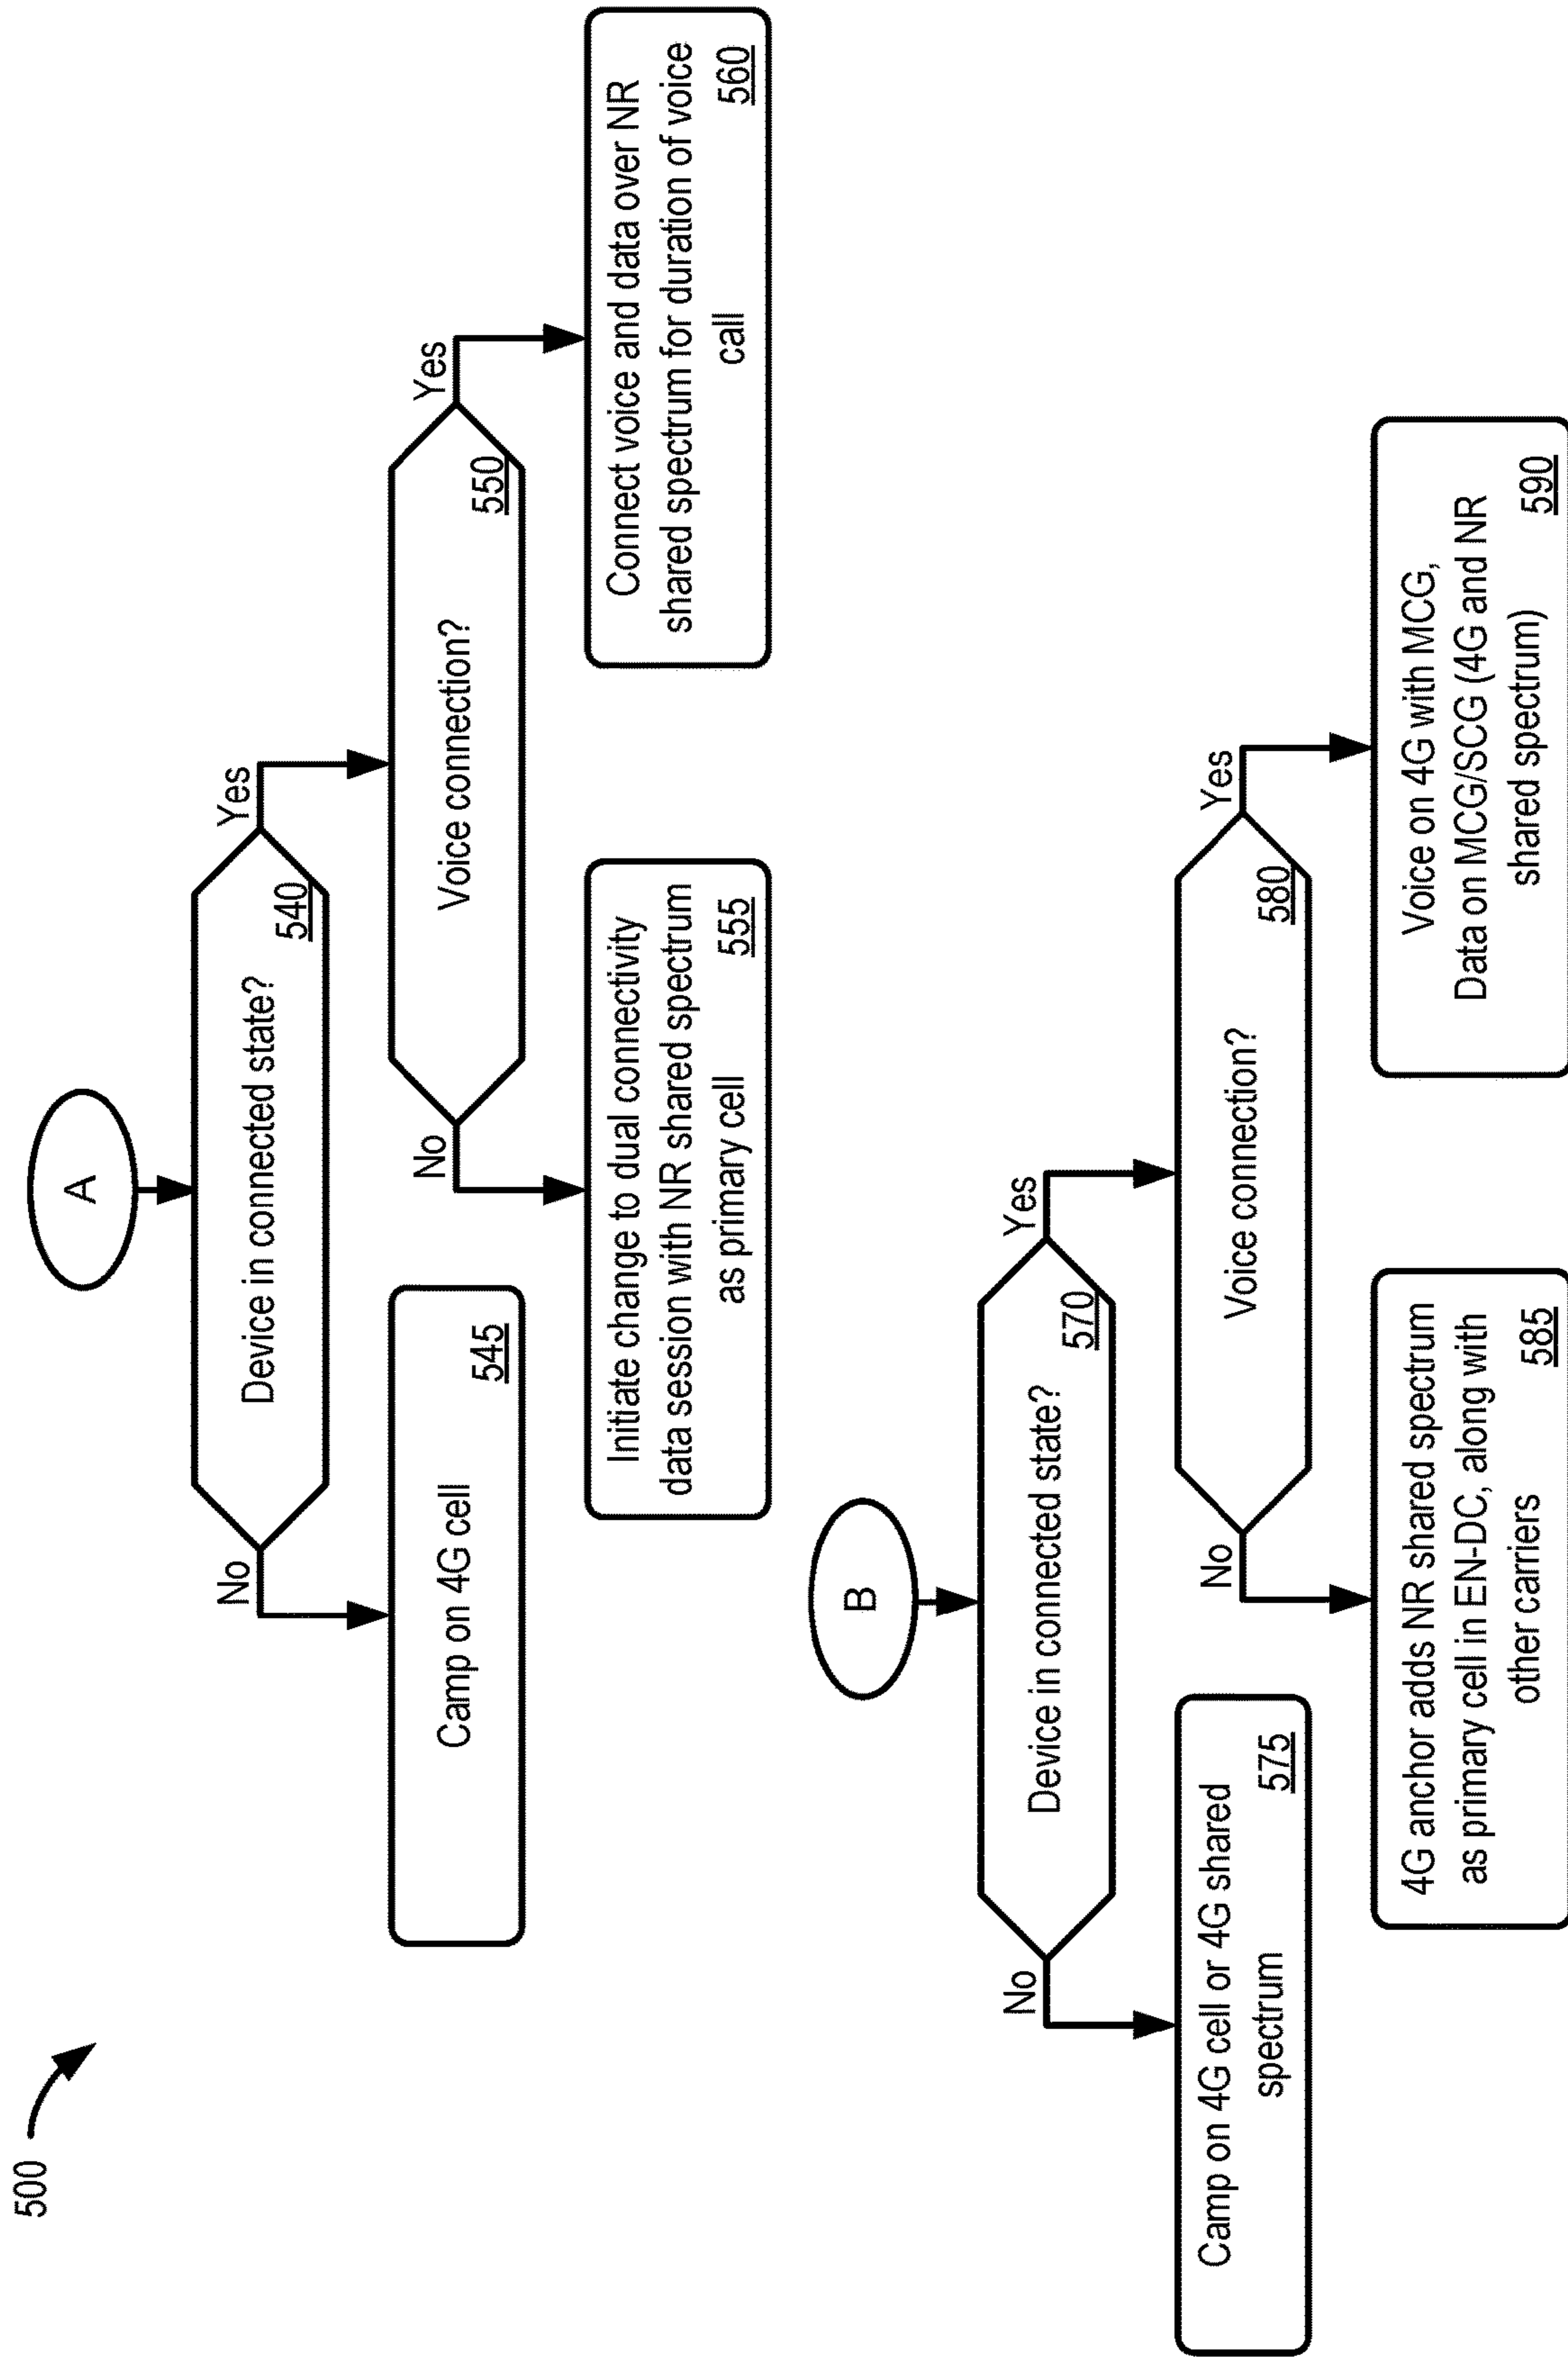 500
A
Device in connected state?
540
No
Yes
Camp on 4G cell
545
Voice connection?
550
No
Yes
Initiate change to dual connectivity
data session with NR shared spectrum
as primary cell
555
Connect voice and data over NR
shared spectrum for duration of voice
call
560
B
Device in connected state?
570
No
Yes
Camp on 4G cell or 4G shared
spectrum
575
Voice connection?
580
No
Yes
4G anchor adds NR shared spectrum
as primary cell in EN-DC, along with
other carriers
585
Voice on 4G with MCG,
Data on MCG/SCG (4G and NR
shared spectrum)
590